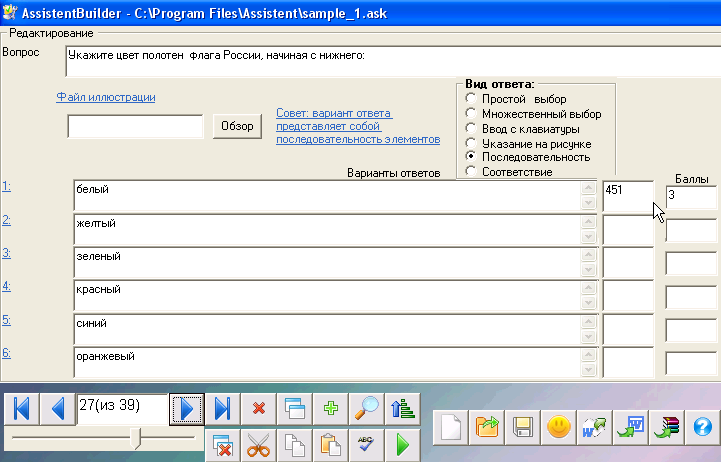 AssistentBuilder - C:\Program Files\Assistent\sample_1.ask
Редактирование
Вопрос
Укажите цвет полотен флага России, начиная с нижнего:
Файл иллюстрации
Обзор
Совет: вариант ответа
представляет собой
последовательность элементов
Вид ответа:
Простой выбор
Множественный выбор
Ввод с клавиатуры
Указание на рисунке
Последовательность
Соответствие
Варианты ответов
Баллы
1:
белый
451
3
2:
желтый
3:
зеленый
4:
красный
5:
синий
6:
оранжевый
27(из 39)
ABC
W
W
?